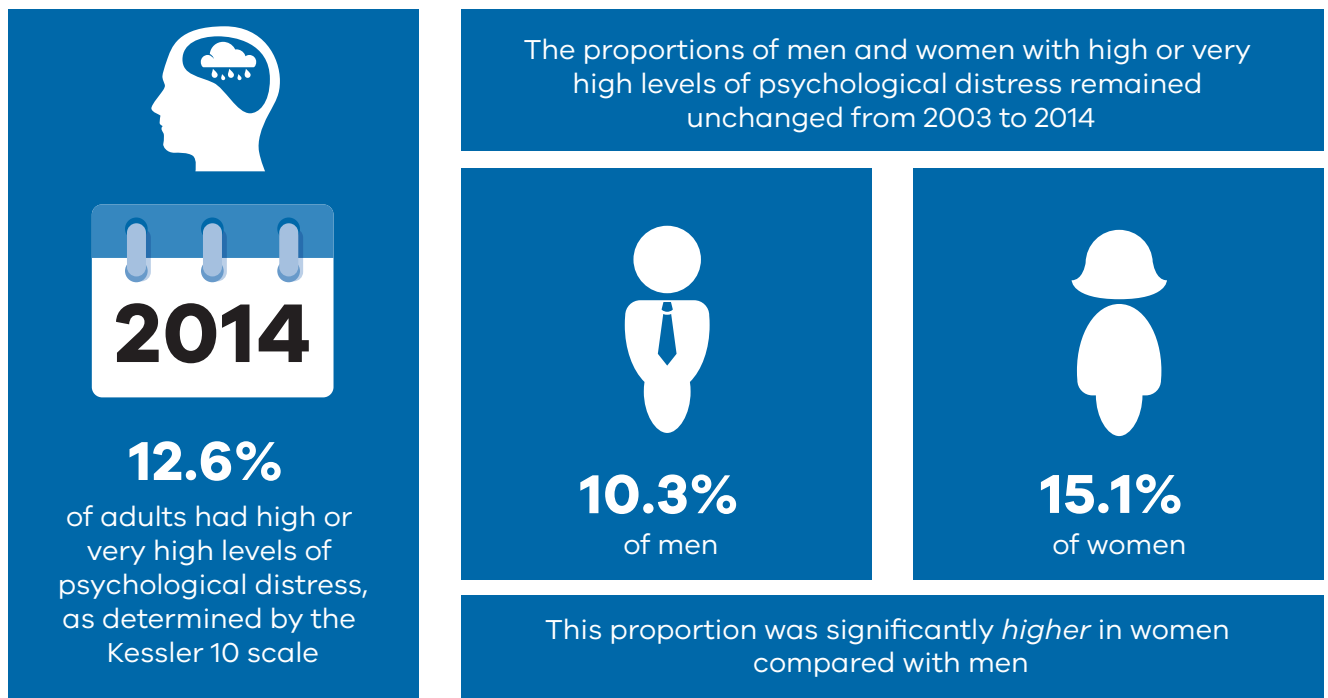 2014
12.6%
of adults had high or
very high levels of
psychological distress,
as determined by the
Kessler 10 scale
The proportions of men and women with high or very
high levels of psychological distress remained
unchanged from 2003 to 2014
10.3%
of men
15.1%
of women
This proportion was significantly higher in women
compared with men